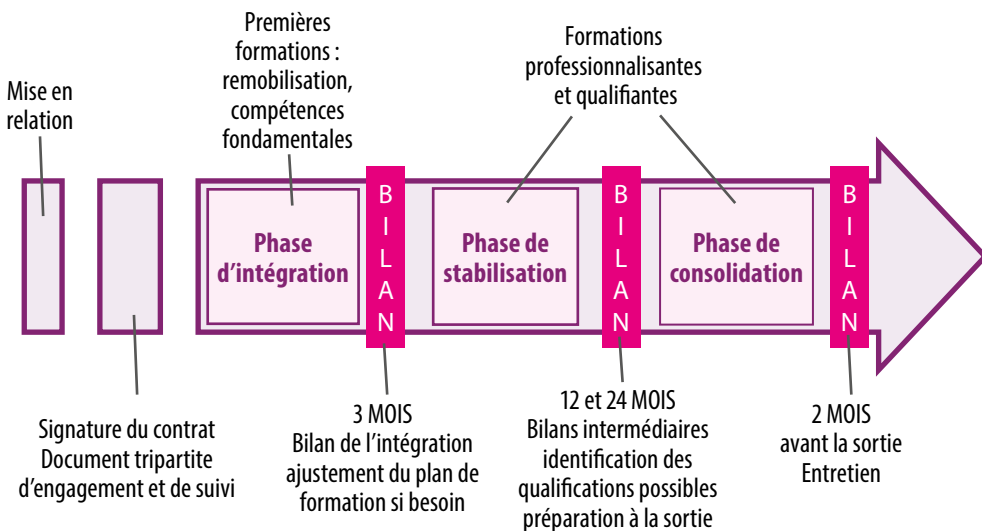 Mise en
relation
Premières
formations :
remobilisation,
compétences
fondamentales
Formations
professionnalisantes
et qualifiantes
Phase
d’intégration
BILAN
Phase de
stabilisation
BILAN
Phase de
consolidation
BILAN
Signature du contrat
Document tripartite
d’engagement et de suivi
3 MOIS
Bilan de l’intégration
ajustement du plan de
formation si besoin
12 et 24 MOIS
Bilans intermédiaires
identification des
qualifications possibles
préparation à la sortie
2 MOIS
avant la sortie
Entretien